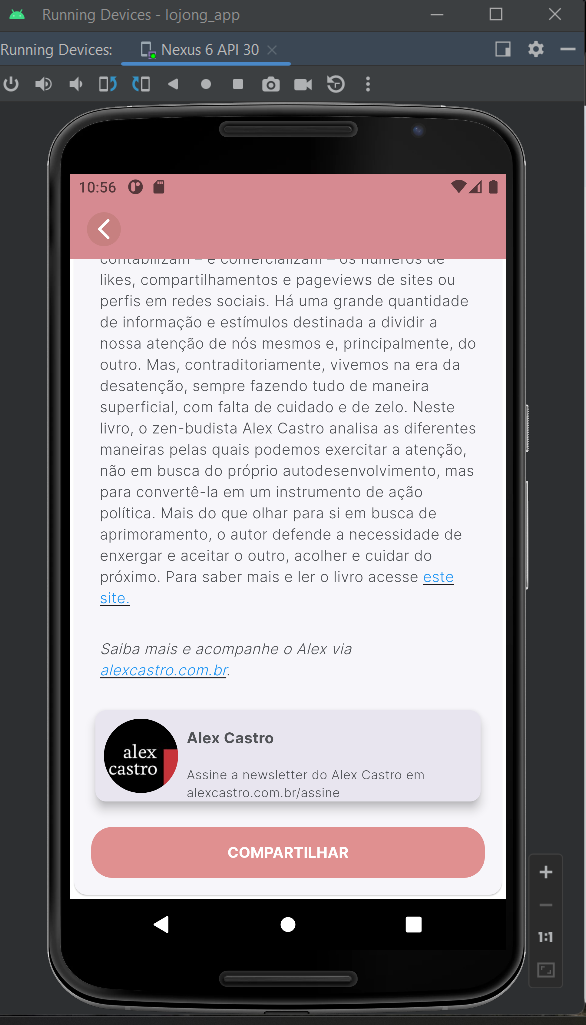 Running Devices - lojong_app
Running Devices:
Nexus 6 API 30
10:56
contabilizam – e comercializam – os números de
likes, compartilhamentos e pageviews de sites ou
perfis em redes sociais. Há uma grande quantidade
de informação e estímulos destinada a dividir a
nossa atenção de nós mesmos e, principalmente, do
outro. Mas, contraditoriamente, vivemos na era da
desatenção, sempre fazendo tudo de maneira
superficial, com falta de cuidado e de zelo. Neste
livro, o zen-budista Alex Castro analisa as diferentes
maneiras pelas quais podemos exercitar a atenção,
não em busca do próprio autodesenvolvimento, mas
para convertê-la em um instrumento de ação
política. Mais do que olhar para si em busca de
aprimoramento, o autor defende a necessidade de
enxergar e aceitar o outro, acolher e cuidar do
próximo. Para saber mais e ler o livro acesse este
site.
Saiba mais e acompanhe o Alex via
alexcastro.com.br.
alex
castro
Alex Castro
Assine a newsletter do Alex Castro em
alexcastro.com.br/assine
COMPARTILHAR
1:1